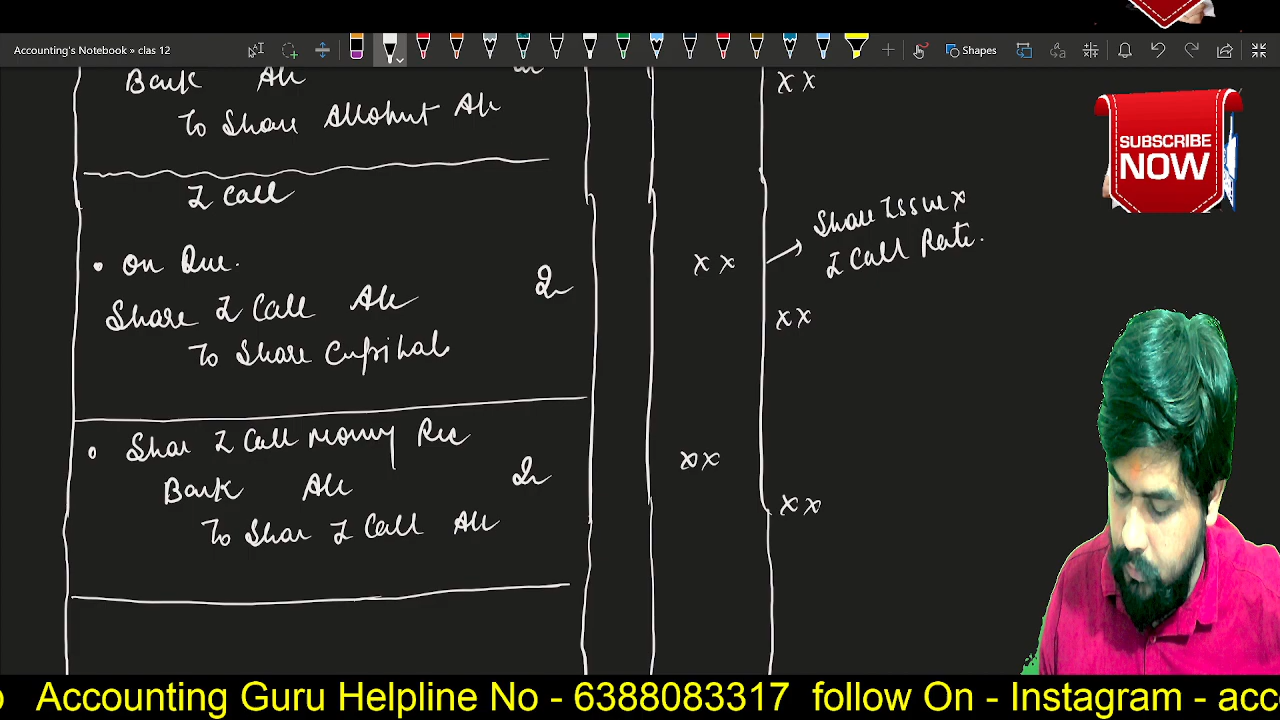 Accounting's Notebook » clas 12
Shapes
Bank A/c
xx
To Share Allotment A/c
SUBSCRIBE
NOW
I Call
Share Issue x
I Call Rate.
• On Due.
xx
Share I Call A/c Dr
xx
To Share Capital
• Shar I Call Money Rec
Bank A/c Dr
xx
To Shar I Call A/c
xx
Accounting Guru Helpline No - 6388083317 follow On - Instagram - acc